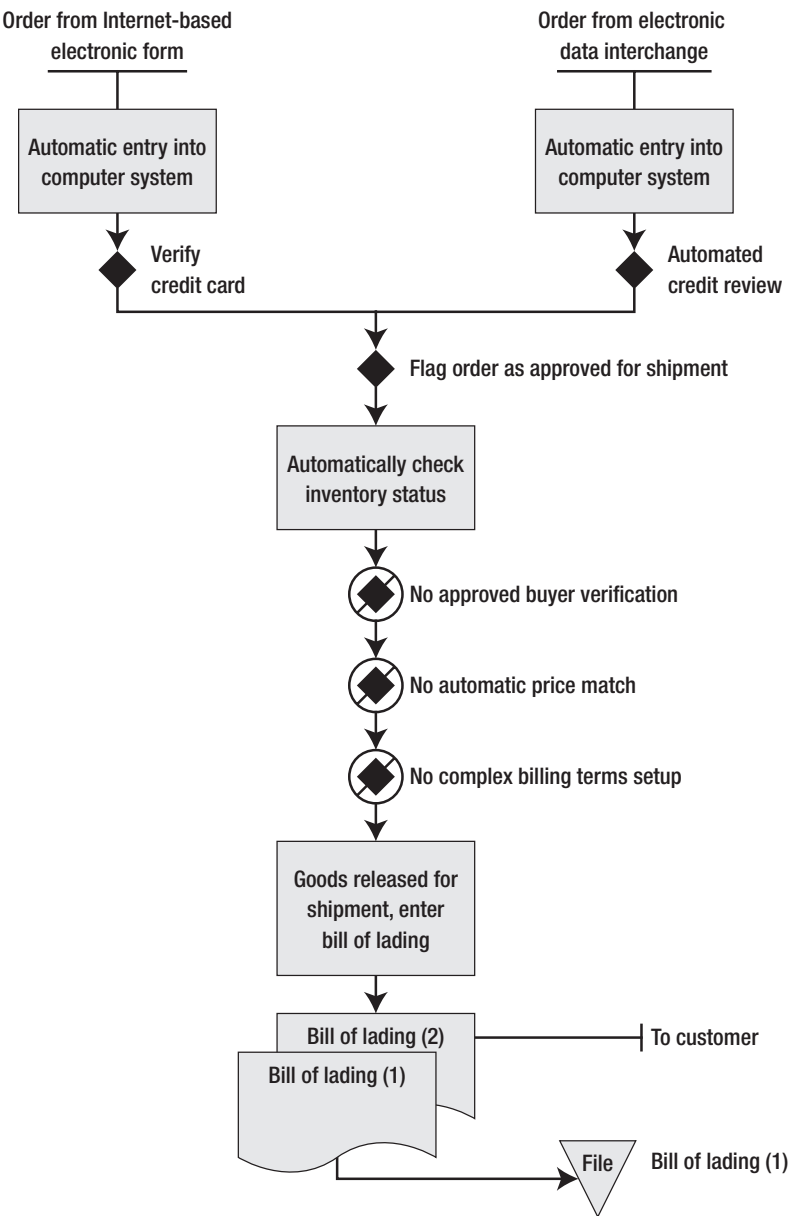 Order from Internet-based
electronic form
Order from electronic
data interchange
Automatic entry into
computer system
Automatic entry into
computer system
Verify
credit card
Automated
credit review
Flag order as approved for shipment
Automatically check
inventory status
No approved buyer verification
No automatic price match
No complex billing terms setup
Goods released for
shipment, enter
bill of lading
Bill of lading (2)
To customer
Bill of lading (1)
File
Bill of lading (1)